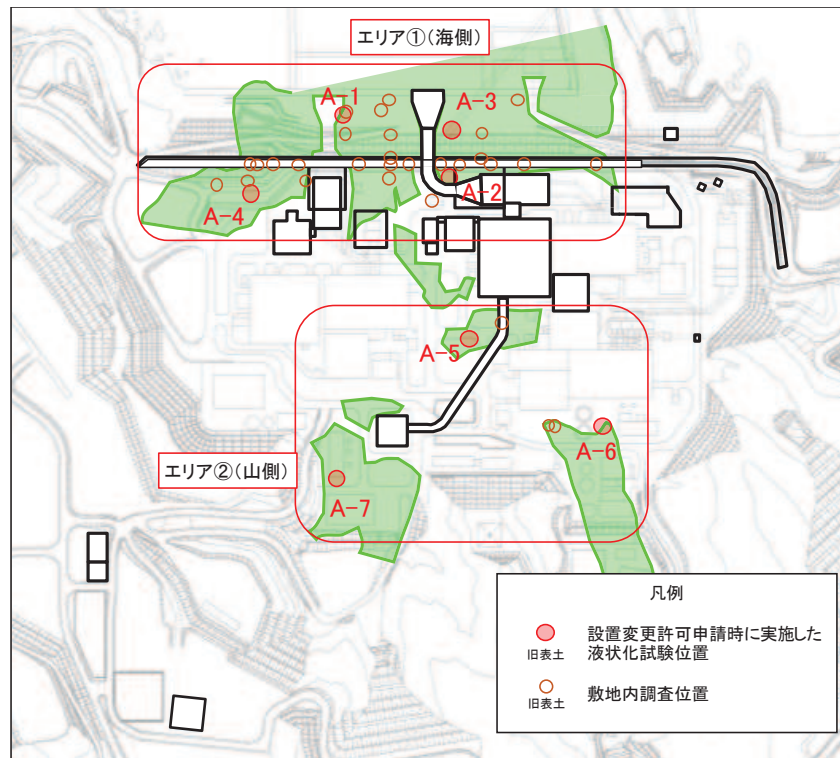 エリア①(海側)
A-1
A-3
A-2
A-4
A-5
エリア②(山側)
A-6
A-7
凡例
旧表土
設置変更許可申請時に実施した
液状化試験位置
旧表土
敷地内調査位置